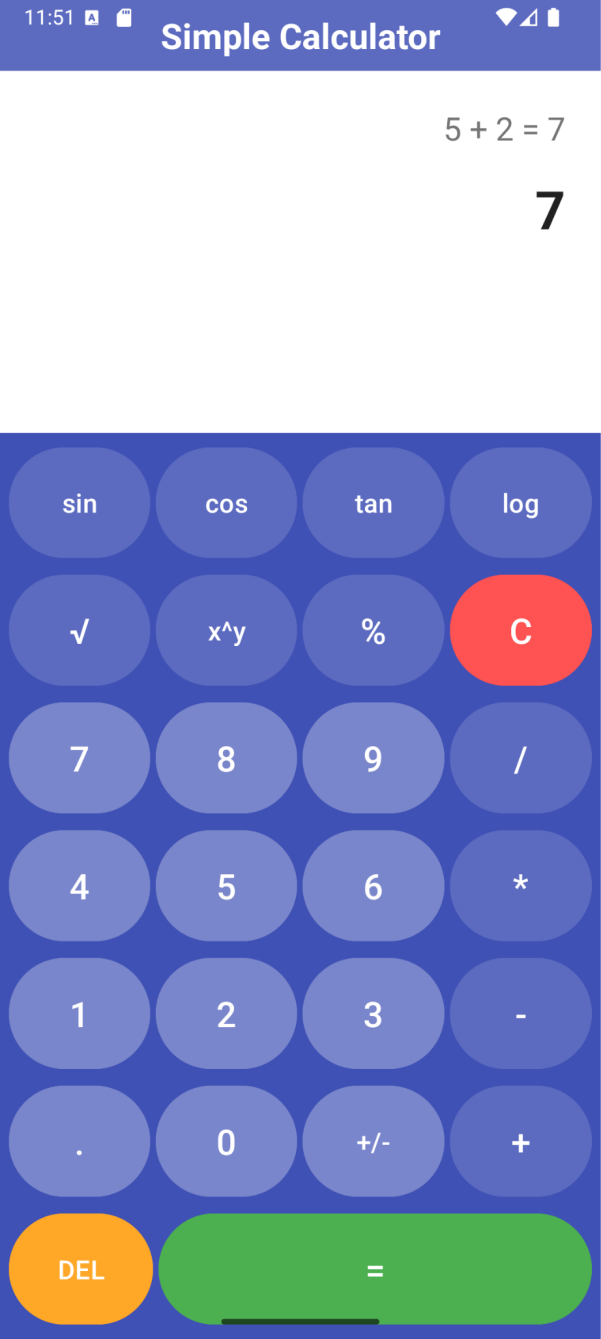 11:51
Simple Calculator
5 + 2 = 7
7
sin cos tan log
√ x^y % C
7 8 9 /
4 5 6 *
1 2 3 -
. 0 +/- +
DEL =